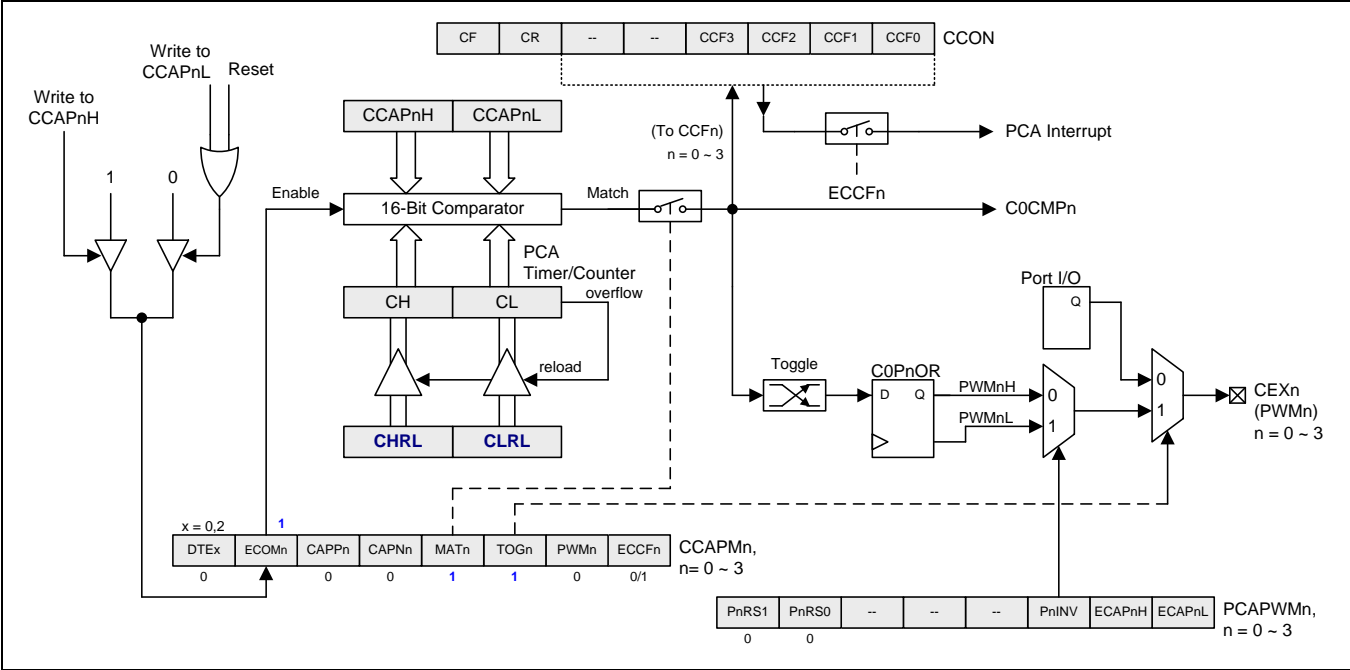 CF CR -- -- CCF3 CCF2 CCF1 CCF0 CCON
Write to
CCAPnL
Reset
Write to
CCAPnH
CCAPnH CCAPnL
(To CCFn)
n = 0 ~ 3
PCA Interrupt
ECCFn
1 0
Enable
16-Bit Comparator
Match
C0CMPn
PCA
Timer/Counter
overflow
CH CL
Port I/O
Q
reload
Toggle
C0PnOR
D Q
PWMnH
PWMnL
0
1
0
1
CEXn
(PWMn)
n = 0 ~ 3
CHRL CLRL
x = 0,2
1
DTEx ECOMn CAPPn CAPNn MATn TOGn PWMn ECCFn
CCAPMn,
n= 0 ~ 3
0 0 0 1 1 0 0/1
PnRS1 PnRS0 -- -- -- PnINV ECAPnH ECAPnL
PCAPWMn,
n = 0 ~ 3
0 0